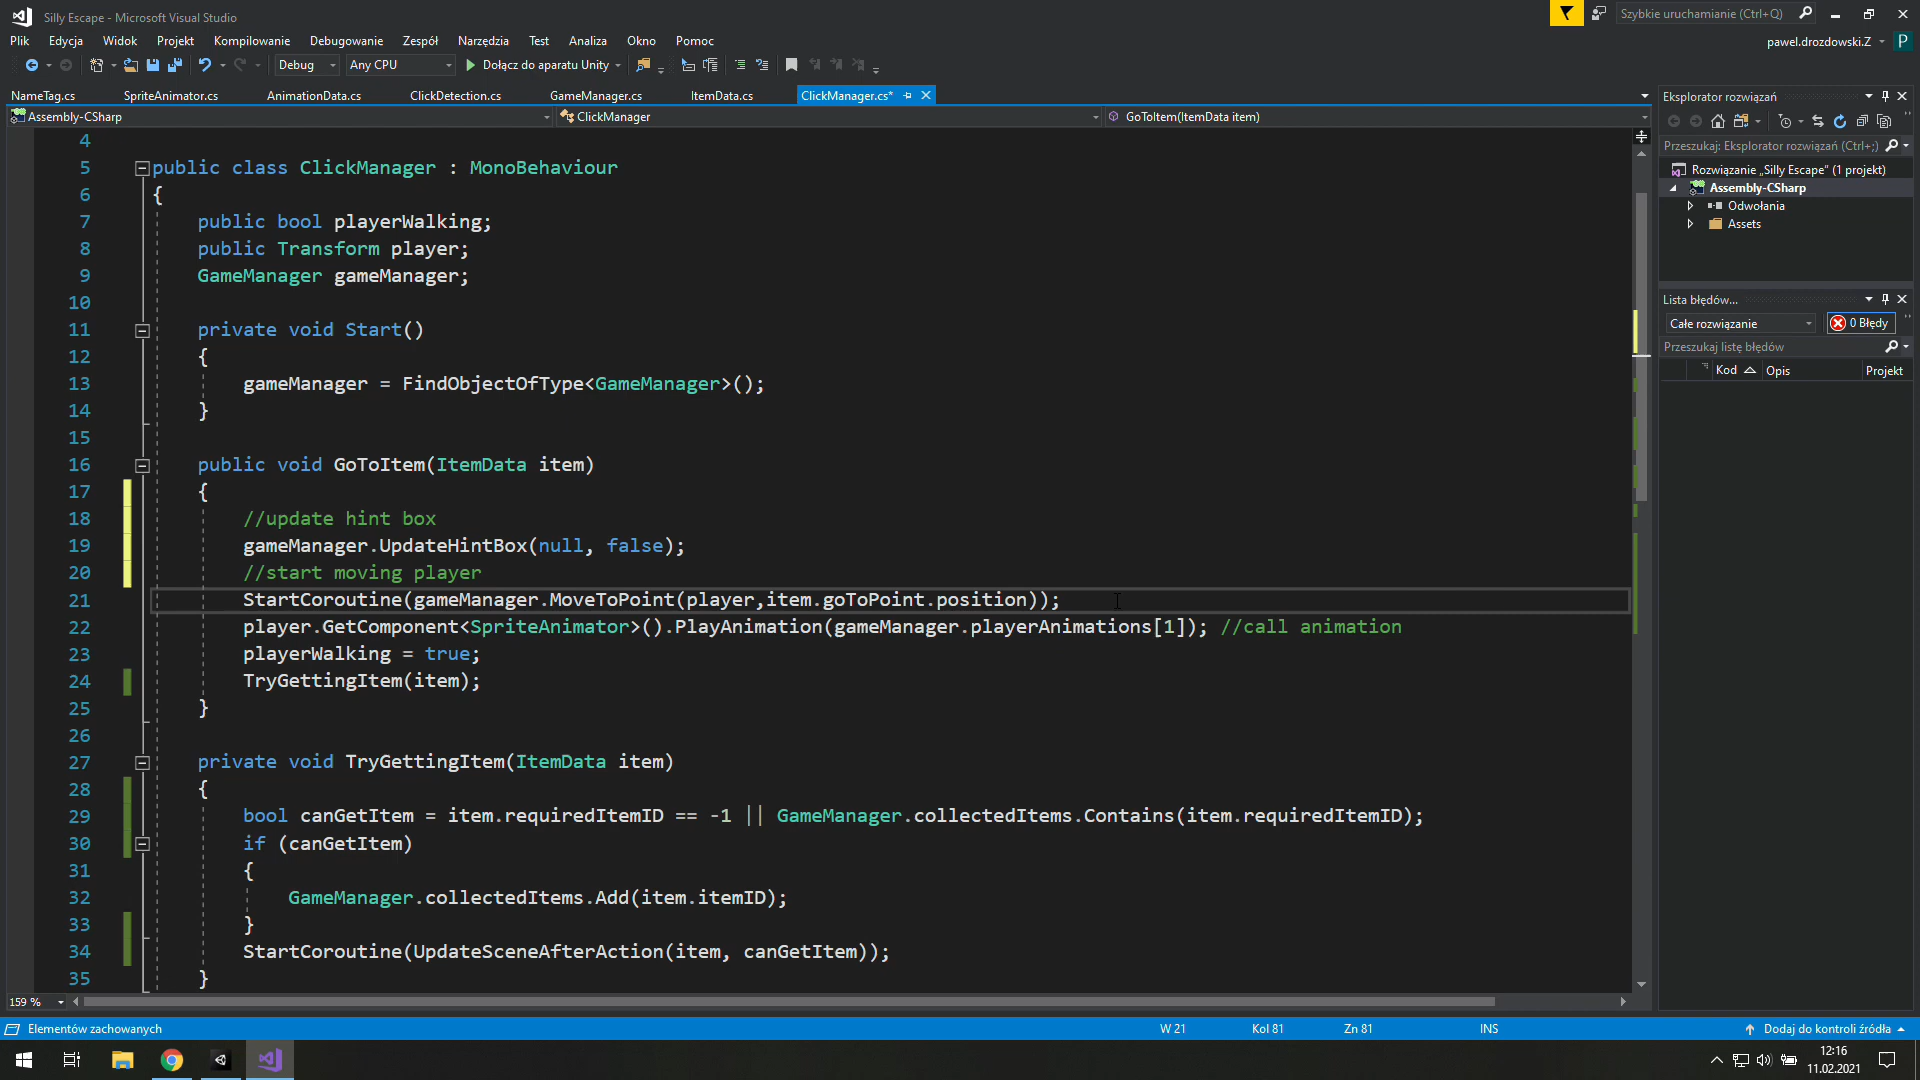 Silly Escape - Microsoft Visual Studio
Szybkie uruchamianie (Ctrl+Q)
Plik Edycja Widok Projekt Kompilowanie Debugowanie Zespół Narzędzia Test Analiza Okno Pomoc
pawel.drozdowski.Z P
Debug Any CPU Dołącz do aparatu Unity
NameTag.cs SpriteAnimator.cs AnimationData.cs ClickDetection.cs GameManager.cs ItemData.cs ClickManager.cs*
Assembly-CSharp ClickManager GoToItem(ItemData item)
4
5 public class ClickManager : MonoBehaviour
6 {
7 public bool playerWalking;
8 public Transform player;
9 GameManager gameManager;
10
11 private void Start()
12 {
13 gameManager = FindObjectOfType<GameManager>();
14 }
15
16 public void GoToItem(ItemData item)
17 {
18 //update hint box
19 gameManager.UpdateHintBox(null, false);
20 //start moving player
21 StartCoroutine(gameManager.MoveToPoint(player,item.goToPoint.position));
22 player.GetComponent<SpriteAnimator>().PlayAnimation(gameManager.playerAnimations[1]); //call animation
23 playerWalking = true;
24 TryGettingItem(item);
25 }
26
27 private void TryGettingItem(ItemData item)
28 {
29 bool canGetItem = item.requiredItemID == -1 || GameManager.collectedItems.Contains(item.requiredItemID);
30 if (canGetItem)
31 {
32 GameManager.collectedItems.Add(item.itemID);
33 }
34 StartCoroutine(UpdateSceneAfterAction(item, canGetItem));
35 }
159 %
Eksplorator rozwiązań
Przeszukaj: Eksplorator rozwiązań (Ctrl+;)
Rozwiązanie „Silly Escape" (1 projekt)
Assembly-CSharp
Odwołania
Assets
Lista błędów...
Całe rozwiązanie 0 Błędy
Przeszukaj listę błędów
Kod Opis Projekt
Elementów zachowanych W 21 Kol 81 Zn 81 INS Dodaj do kontroli źródła
12:16
11.02.2021